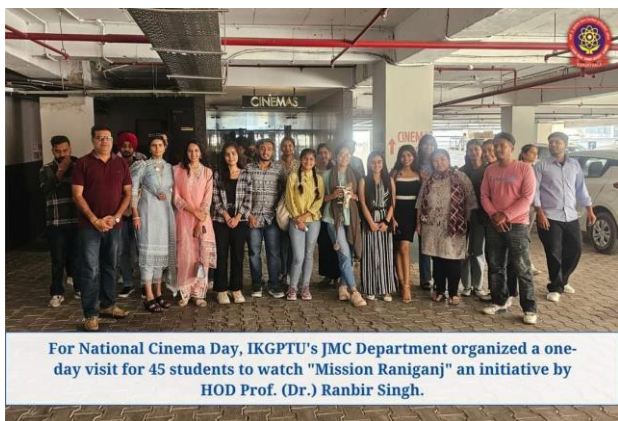 CINEMAS
CINEM
For National Cinema Day, IKGPTU's JMC Department organized a one-
day visit for 45 students to watch "Mission Raniganj" an initiative by
HOD Prof. (Dr.) Ranbir Singh.